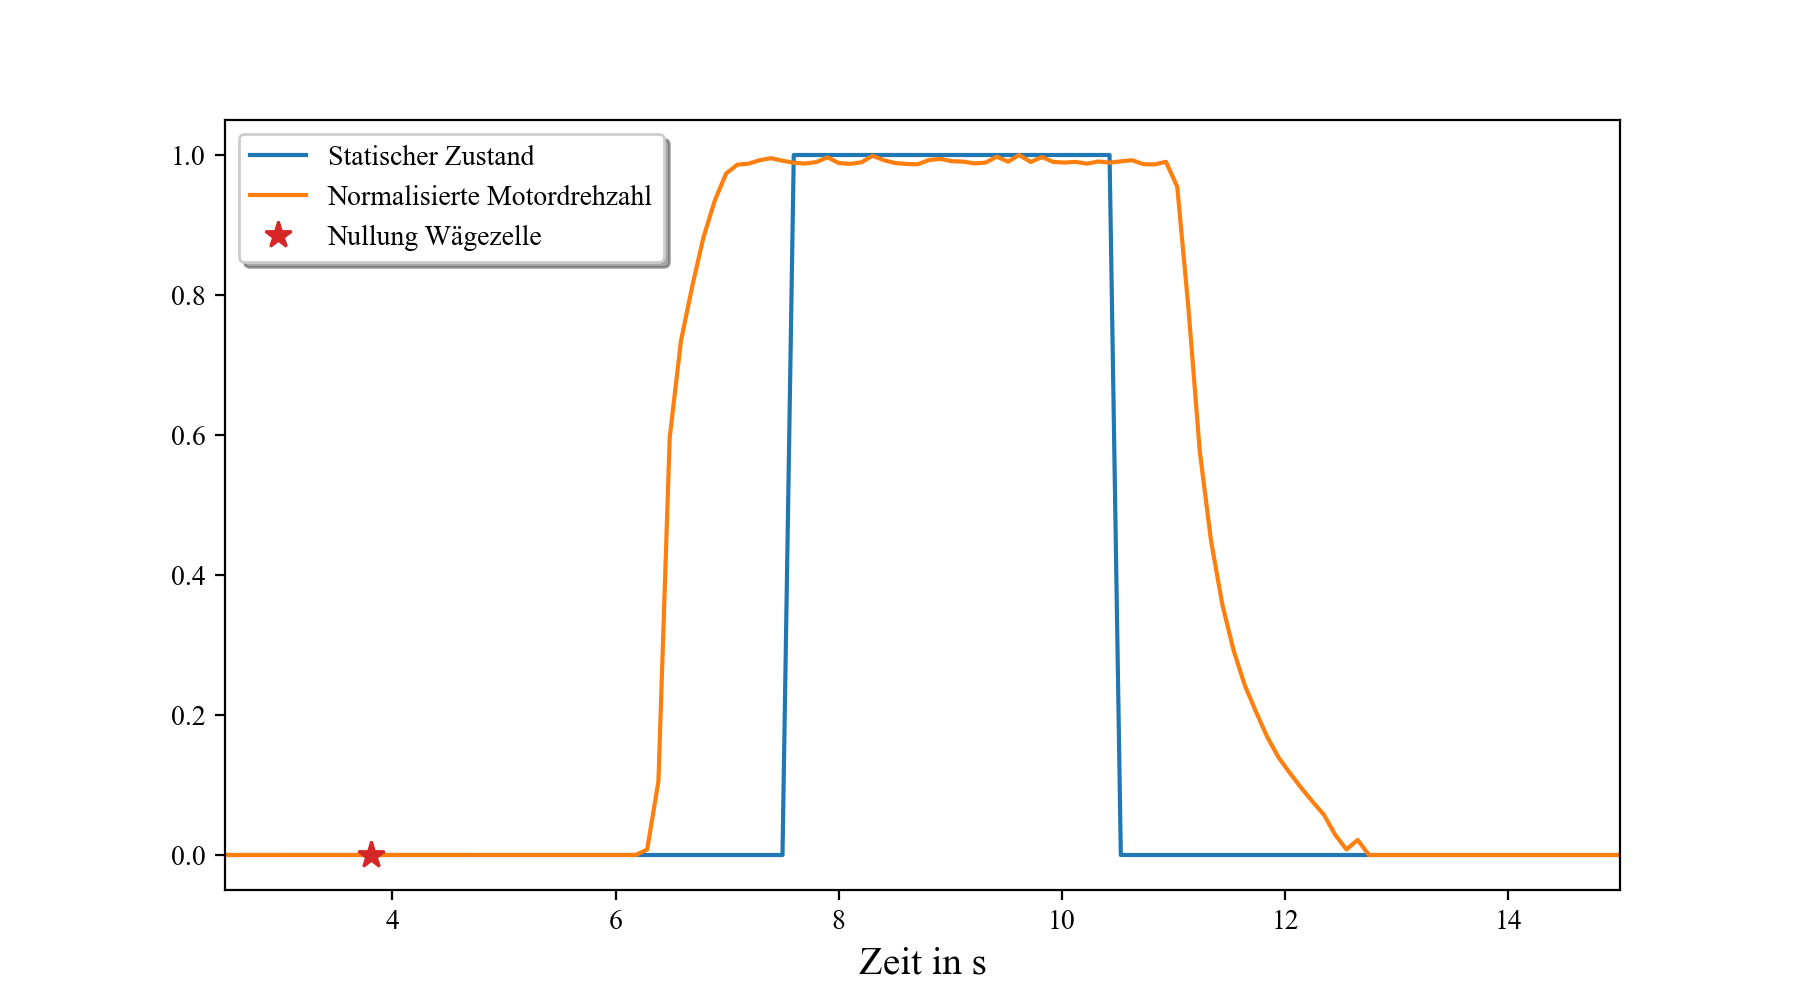 Statischer Zustand
Normalisierte Motordrehzahl
Nullung Wägezelle
1.0
0.8
0.6
0.4
0.2
0.0
4 6 8 10 12 14
Zeit in s